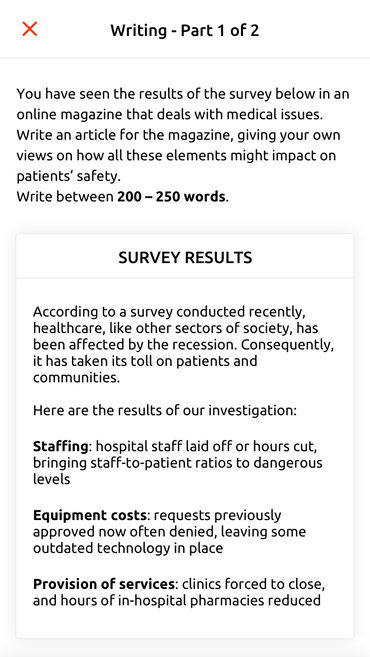 Writing - Part 1 of 2
You have seen the results of the survey below in an
online magazine that deals with medical issues.
Write an article for the magazine, giving your own
views on how all these elements might impact on
patients’ safety.
Write between 200 – 250 words.
SURVEY RESULTS
According to a survey conducted recently,
healthcare, like other sectors of society, has
been affected by the recession. Consequently,
it has taken its toll on patients and
communities.
Here are the results of our investigation:
Staffing: hospital staff laid off or hours cut,
bringing staff-to-patient ratios to dangerous
levels
Equipment costs: requests previously
approved now often denied, leaving some
outdated technology in place
Provision of services: clinics forced to close,
and hours of in-hospital pharmacies reduced